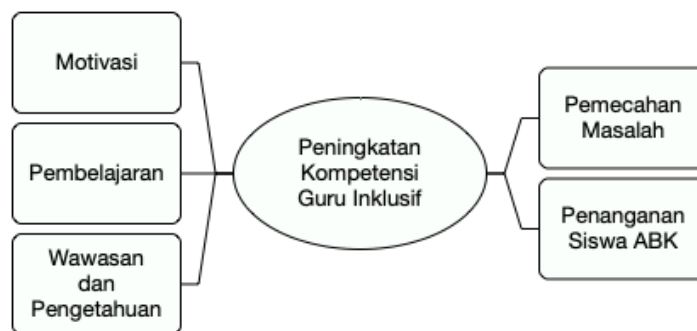 Motivasi
Pembelajaran
Wawasan
dan
Pengetahuan
Peningkatan
Kompetensi
Guru Inklusif
Pemecahan
Masalah
Penanganan
Siswa ABK